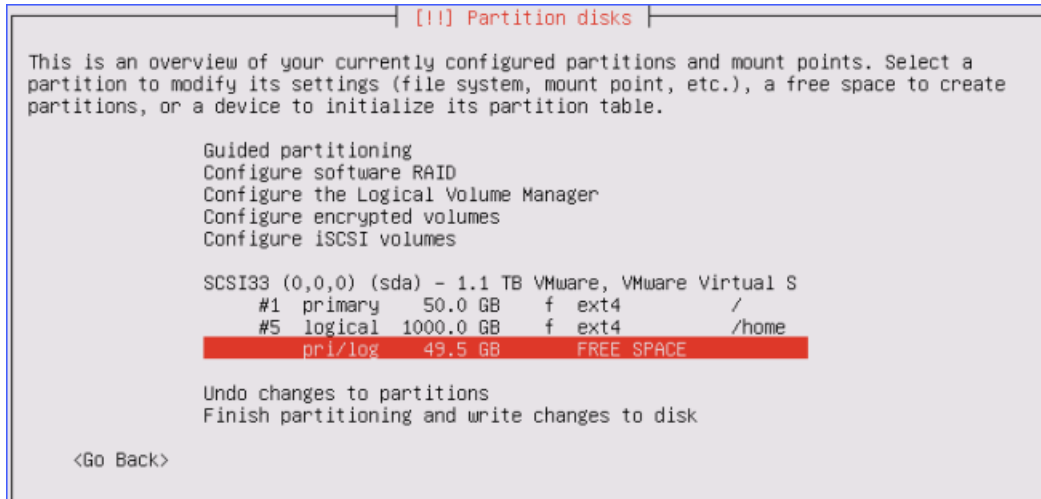 [!!] Partition disks
This is an overview of your currently configured partitions and mount points. Select a
partition to modify its settings (file system, mount point, etc.), a free space to create
partitions, or a device to initialize its partition table.
Guided partitioning
Configure software RAID
Configure the Logical Volume Manager
Configure encrypted volumes
Configure iSCSI volumes
SCSI33 (0,0,0) (sda) – 1.1 TB VMware, VMware Virtual S
#1 primary 50.0 GB f ext4 /
#5 logical 1000.0 GB f ext4 /home
pri/log 49.5 GB FREE SPACE
Undo changes to partitions
Finish partitioning and write changes to disk
<Go Back>